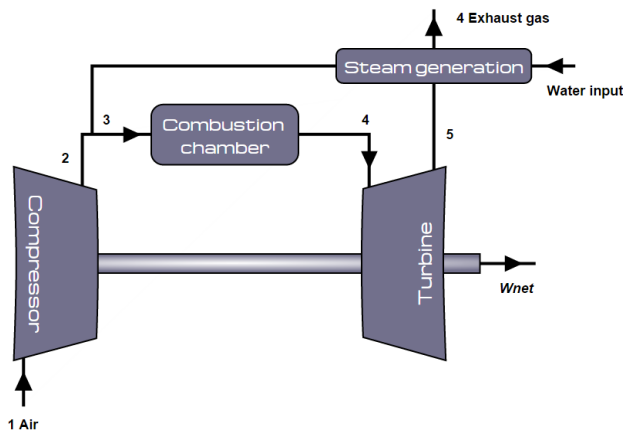 4 Exhaust gas
Steam generation
Water input
3
Combustion
chamber
4
5
2
Compressor
Turbine
Wnet
1 Air